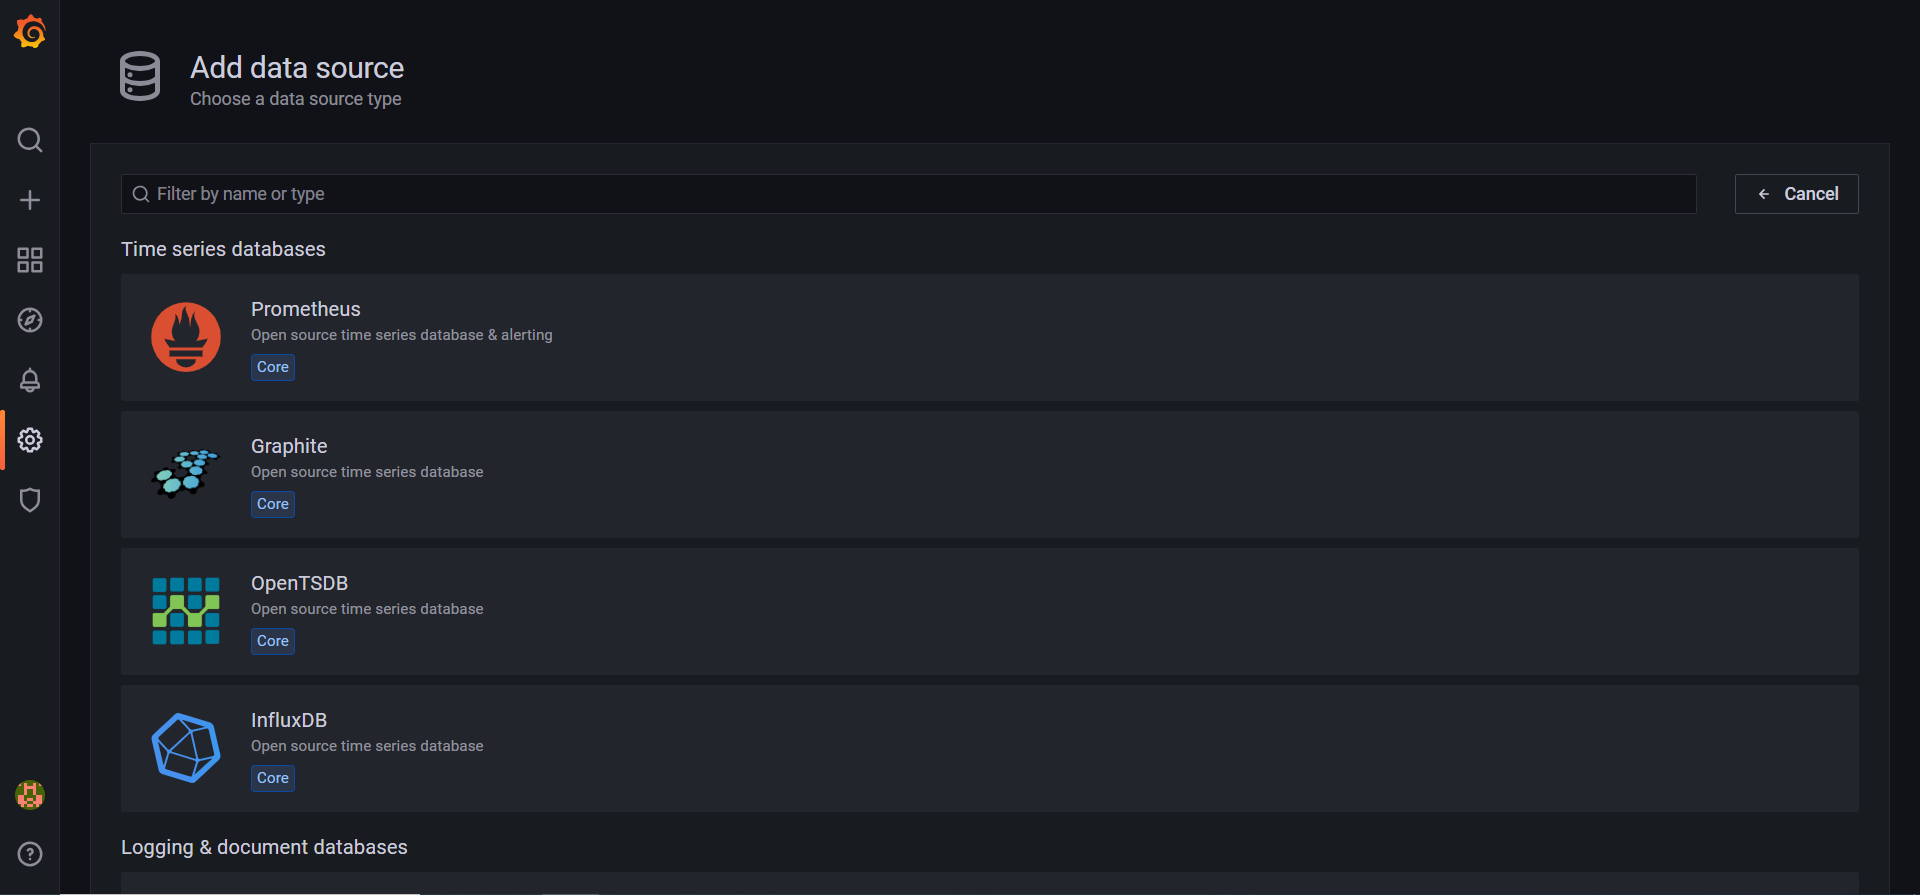 Add data source
Choose a data source type
Filter by name or type
Cancel
Time series databases
Prometheus
Open source time series database & alerting
Core
Graphite
Open source time series database
Core
OpenTSDB
Open source time series database
Core
InfluxDB
Open source time series database
Core
Logging & document databases